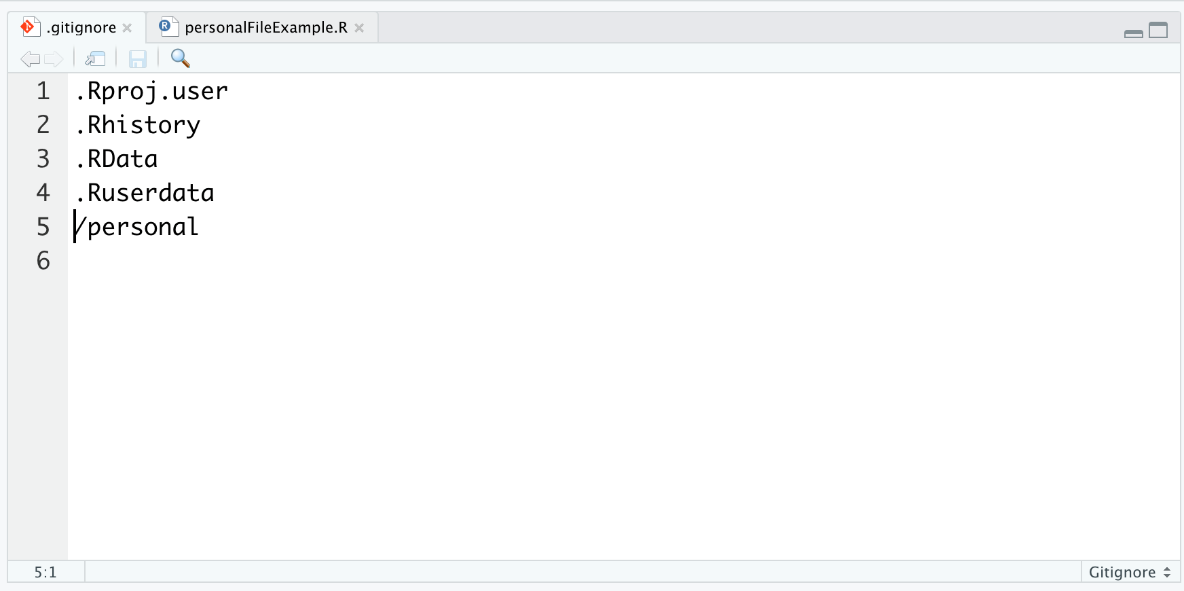 .gitignore
personalFileExample.R
1 .Rproj.user
2 .Rhistory
3 .RData
4 .Ruserdata
5 /personal
6
5:1
Gitignore